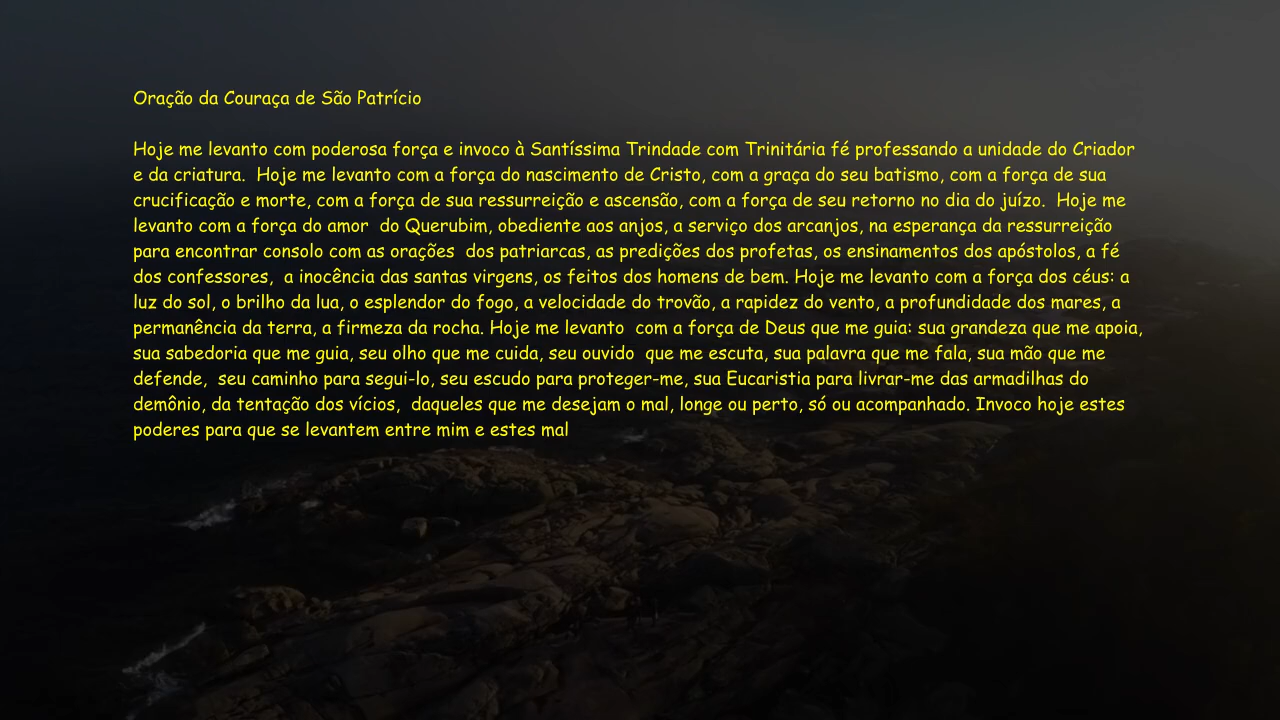 Oração da Couraça de São Patrício
Hoje me levanto com poderosa força e invoco à Santíssima Trindade com Trinitária fé professando a unidade do Criador
e da criatura.  Hoje me levanto com a força do nascimento de Cristo, com a graça do seu batismo, com a força de sua
crucificação e morte, com a força de sua ressurreição e ascensão, com a força de seu retorno no dia do juízo.  Hoje me
levanto com a força do amor  do Querubim, obediente aos anjos, a serviço dos arcanjos, na esperança da ressurreição
para encontrar consolo com as orações  dos patriarcas, as predições dos profetas, os ensinamentos dos apóstolos, a fé
dos confessores,  a inocência das santas virgens, os feitos dos homens de bem. Hoje me levanto com a força dos céus: a
luz do sol, o brilho da lua, o esplendor do fogo, a velocidade do trovão, a rapidez do vento, a profundidade dos mares, a
permanência da terra, a firmeza da rocha. Hoje me levanto  com a força de Deus que me guia: sua grandeza que me apoia,
sua sabedoria que me guia, seu olho que me cuida, seu ouvido  que me escuta, sua palavra que me fala, sua mão que me
defende,  seu caminho para segui-lo, seu escudo para proteger-me, sua Eucaristia para livrar-me das armadilhas do
demônio, da tentação dos vícios,  daqueles que me desejam o mal, longe ou perto, só ou acompanhado. Invoco hoje estes
poderes para que se levantem entre mim e estes mal